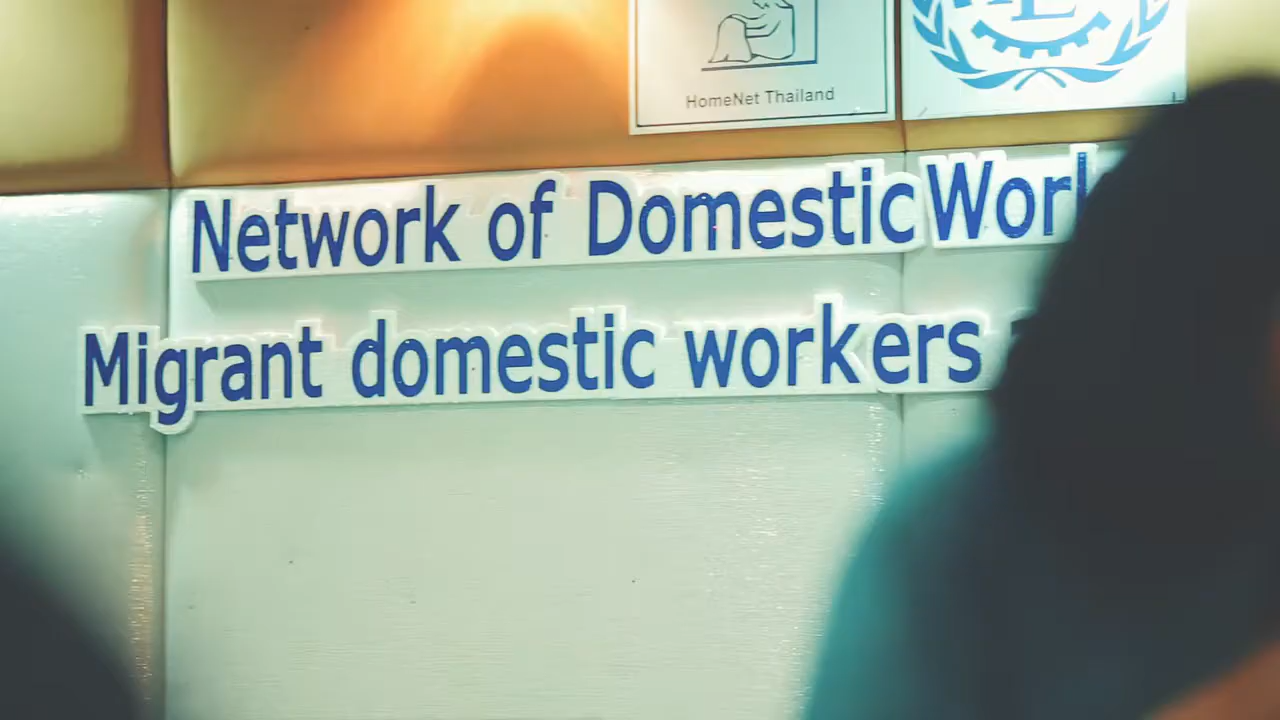 HomeNet Thailand
Network of Domestic
Migrant domestic workers